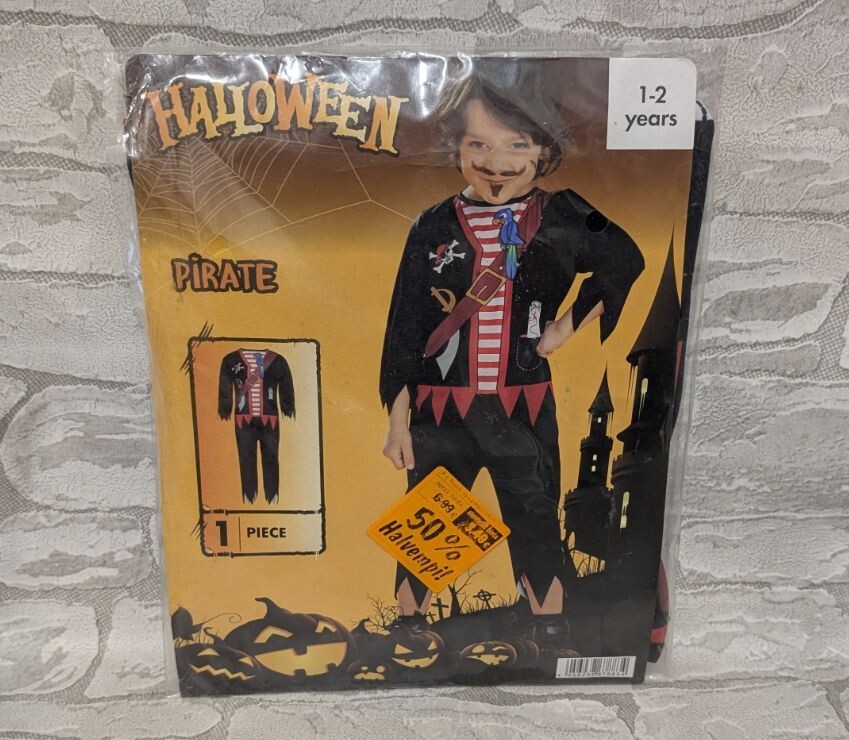 HALLOWEEN
1-2
years
PIRATE
1 PIECE
6.99 €
50%
Halvempi!